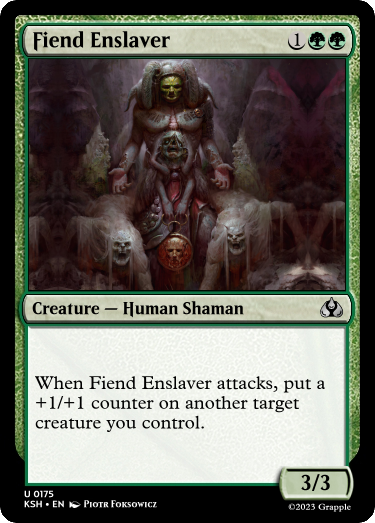 Fiend Enslaver 1
Creature — Human Shaman
When Fiend Enslaver attacks, put a
+1/+1 counter on another target
creature you control.
3/3
U 0175
KSH • EN Piotr Foksowicz
©2023 Grapple